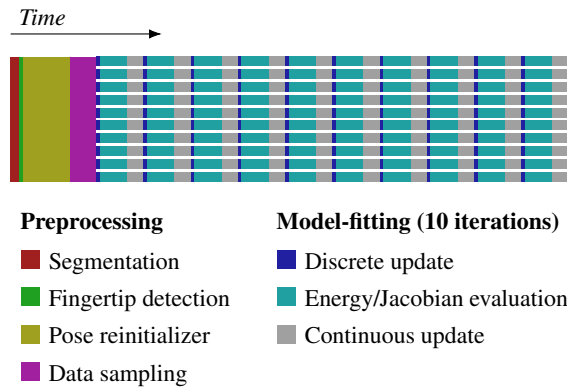 Time
Preprocessing
Segmentation
Fingertip detection
Pose reinitializer
Data sampling
Model-fitting (10 iterations)
Discrete update
Energy/Jacobian evaluation
Continuous update